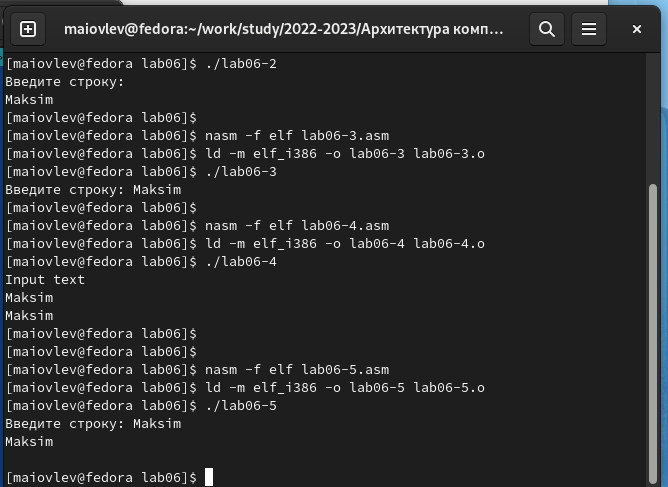 maiovlev@fedora:~/work/study/2022-2023/Архитектура комп…
[maiovlev@fedora lab06]$ ./lab06-2
Введите строку:
Maksim
[maiovlev@fedora lab06]$
[maiovlev@fedora lab06]$ nasm -f elf lab06-3.asm
[maiovlev@fedora lab06]$ ld -m elf_i386 -o lab06-3 lab06-3.o
[maiovlev@fedora lab06]$ ./lab06-3
Введите строку: Maksim
[maiovlev@fedora lab06]$
[maiovlev@fedora lab06]$ nasm -f elf lab06-4.asm
[maiovlev@fedora lab06]$ ld -m elf_i386 -o lab06-4 lab06-4.o
[maiovlev@fedora lab06]$ ./lab06-4
Input text
Maksim
Maksim
[maiovlev@fedora lab06]$
[maiovlev@fedora lab06]$
[maiovlev@fedora lab06]$ nasm -f elf lab06-5.asm
[maiovlev@fedora lab06]$ ld -m elf_i386 -o lab06-5 lab06-5.o
[maiovlev@fedora lab06]$ ./lab06-5
Введите строку: Maksim
Maksim
[maiovlev@fedora lab06]$